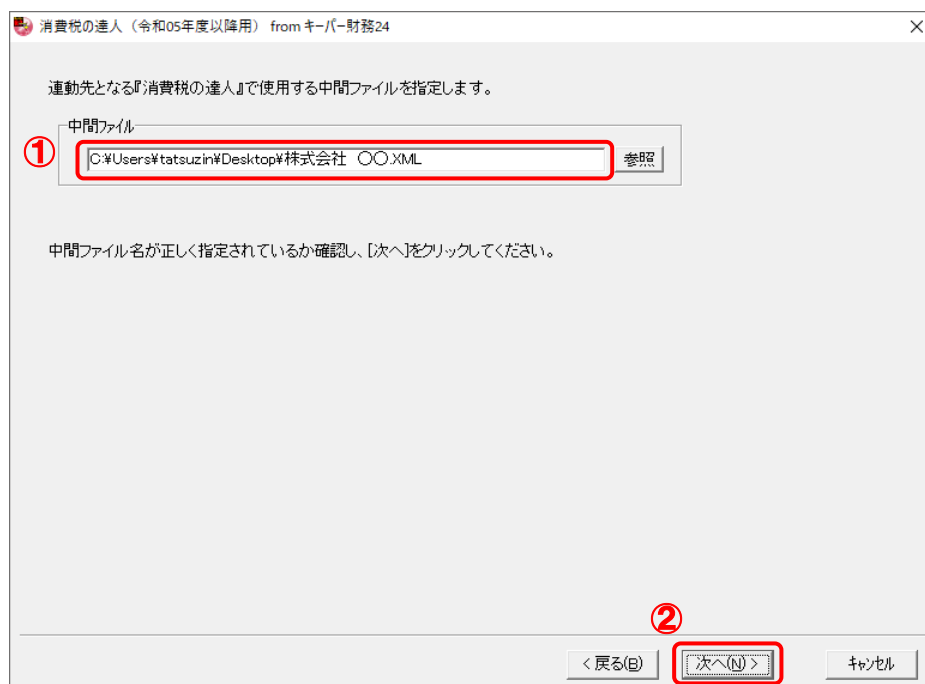 消費税の達人（令和05年度以降用） from キーパー財務24
連動先となる『消費税の達人』で使用する中間ファイルを指定します。
中間ファイル
①
C:¥Users¥tatsuzin¥Desktop¥株式会社　〇〇.XML
参照
中間ファイル名が正しく指定されているか確認し、[次へ]をクリックしてください。
②
< 戻る(B)
次へ(N) >
キャンセル